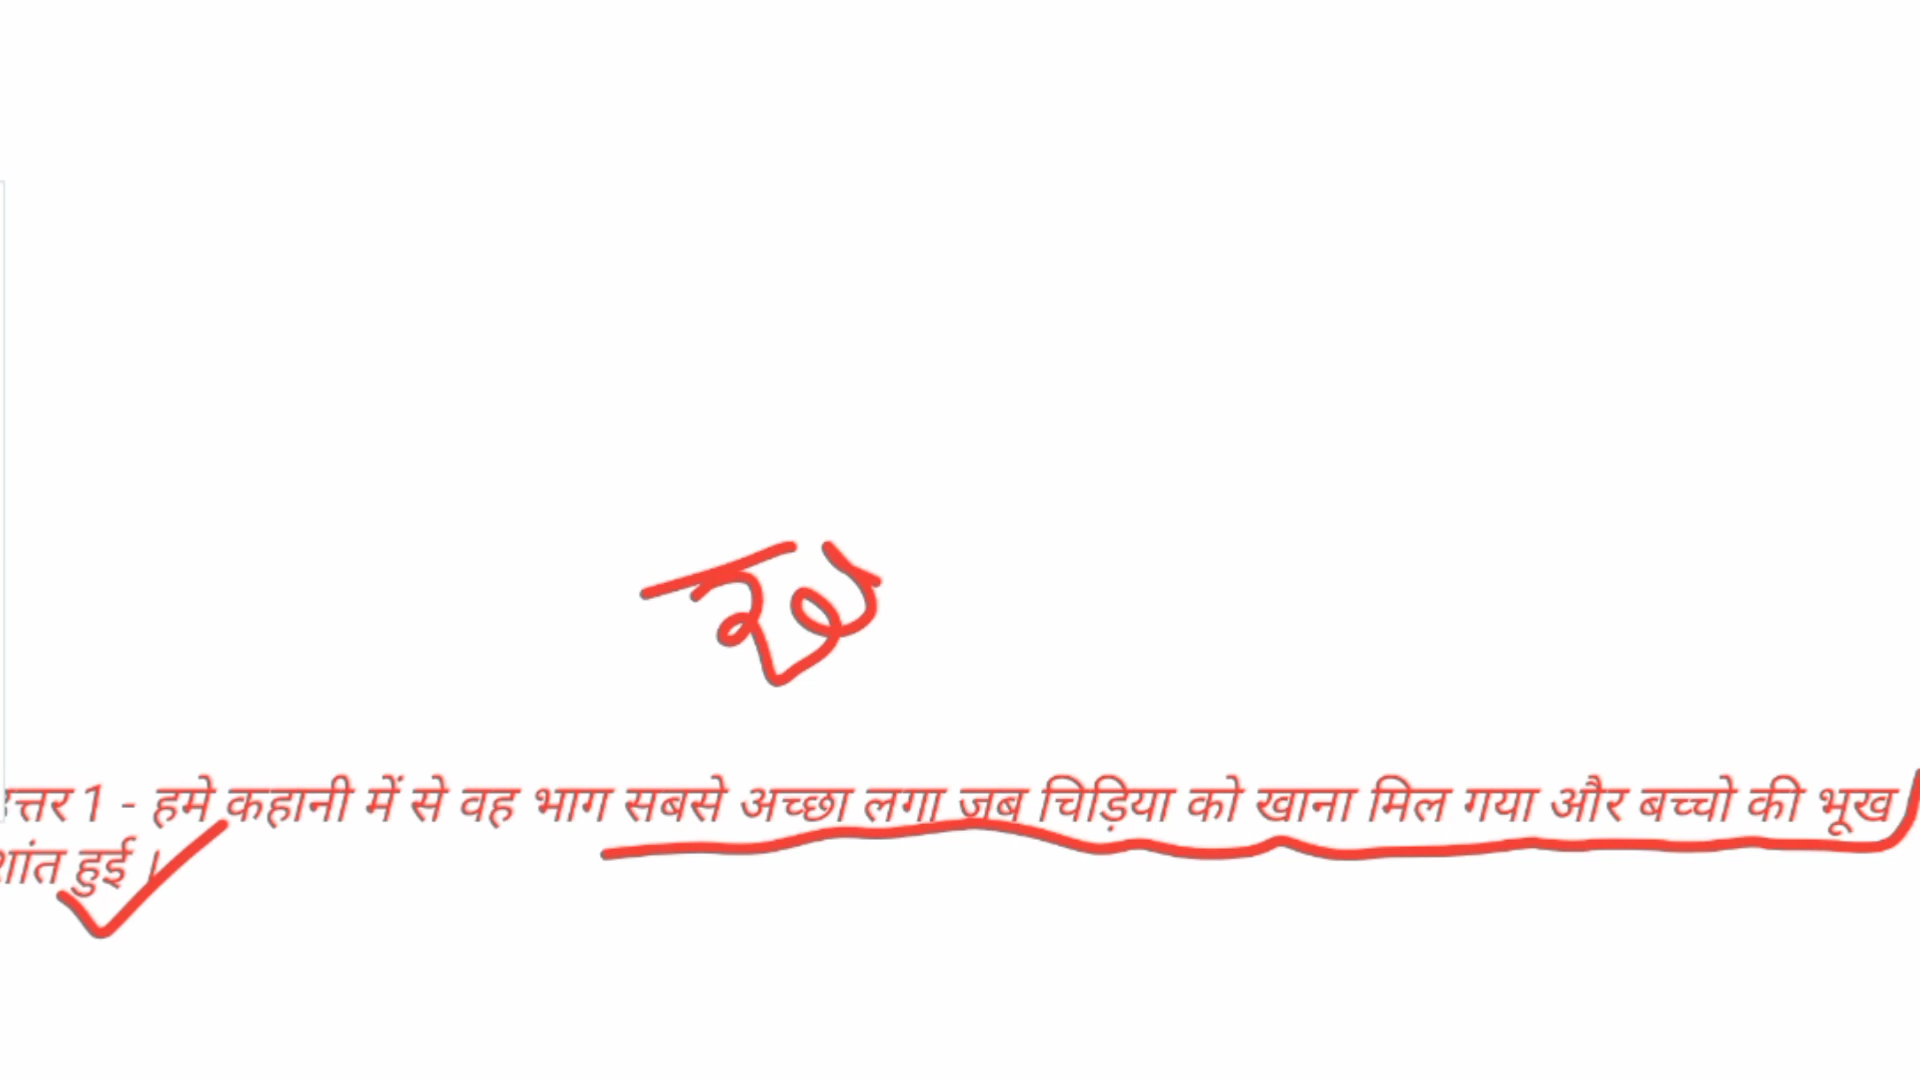 त्तर 1 - हमे कहानी में से वह भाग सबसे अच्छा लगा जब चिड़िया को खाना मिल गया और बच्चो की भूख
शांत हुई ।